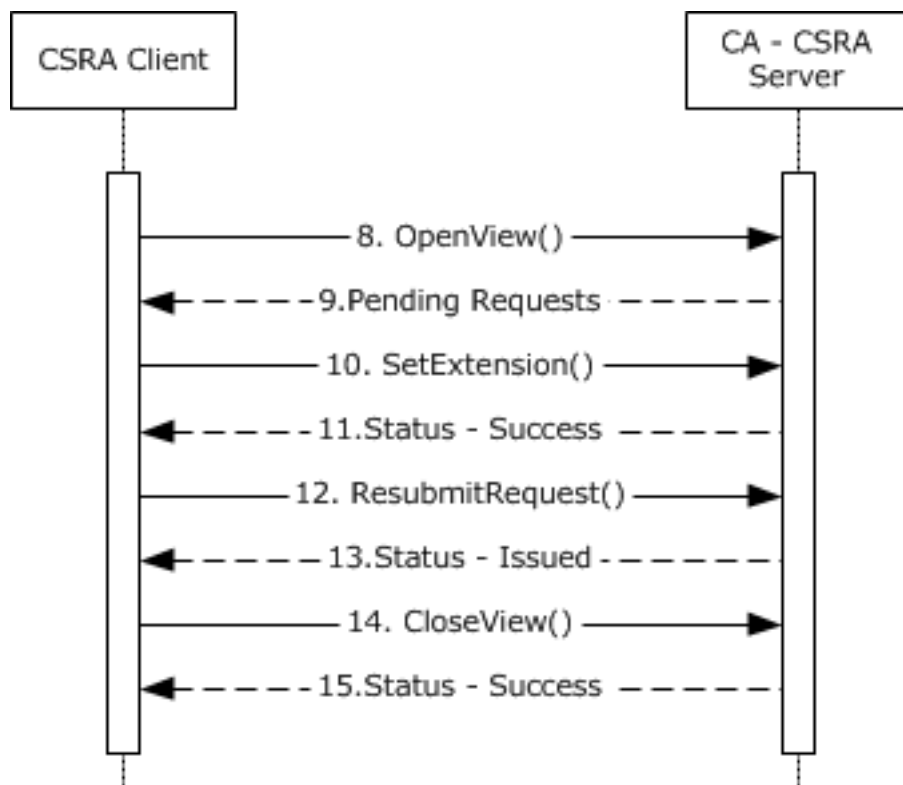 CSRA Client
CA - CSRA
Server
8. OpenView()
9.Pending Requests
10. SetExtension()
11.Status - Success
12. ResubmitRequest()
13.Status - Issued
14. CloseView()
15.Status - Success